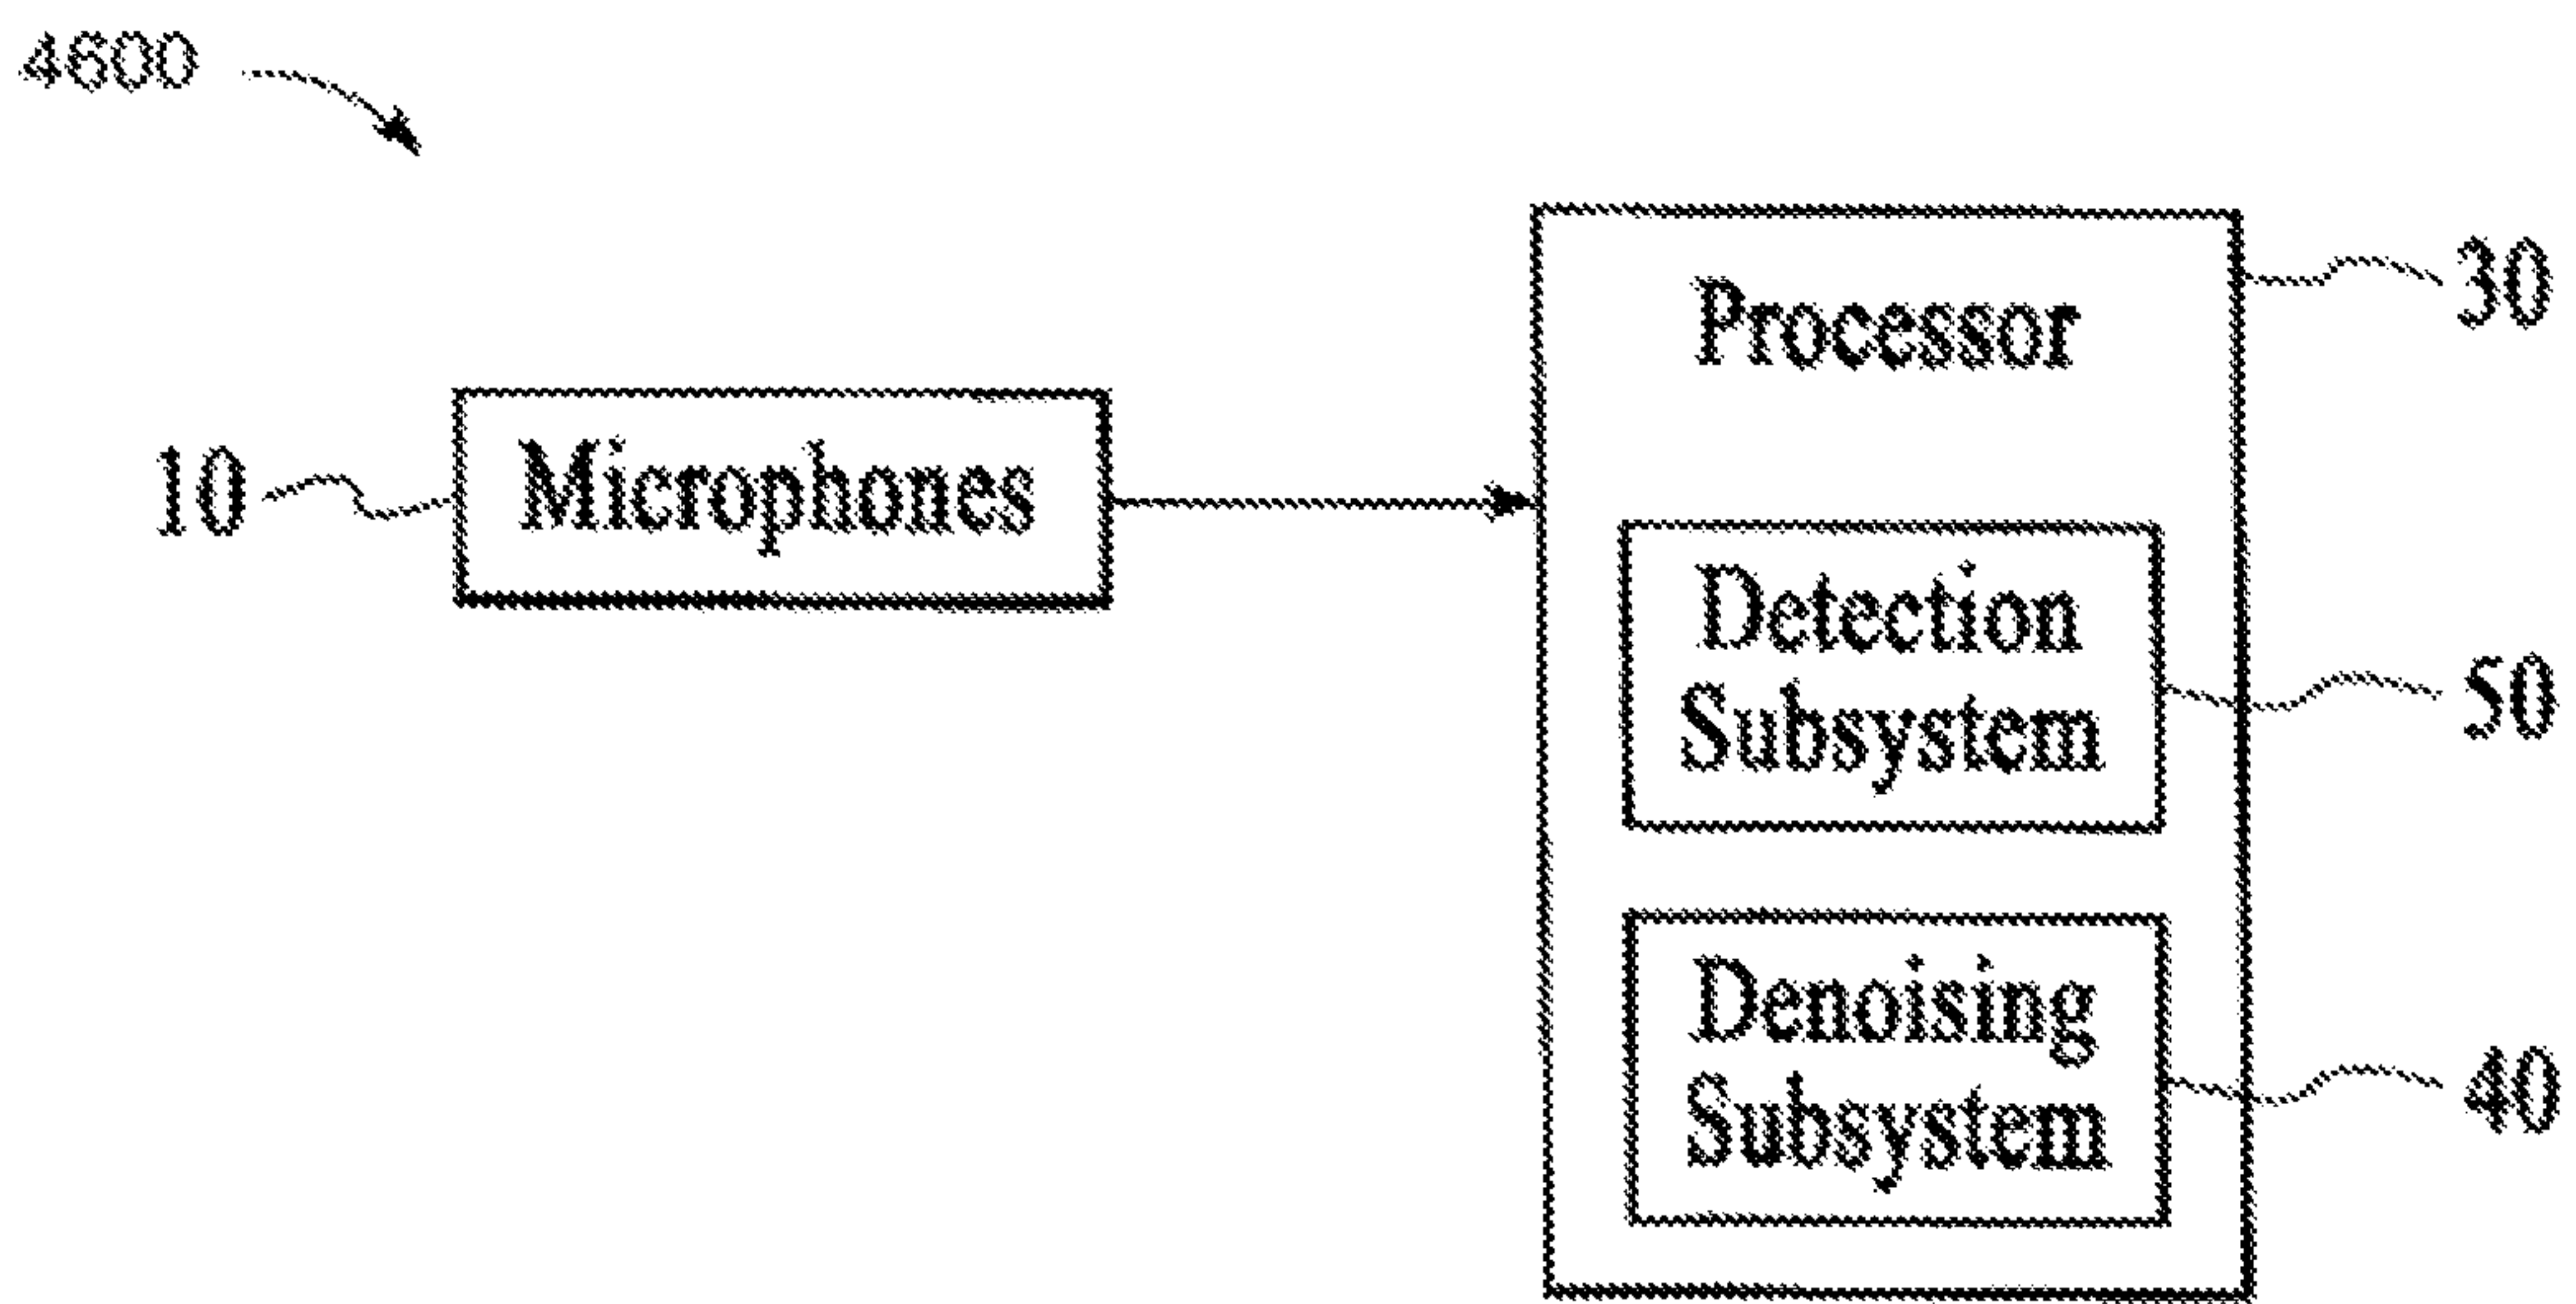 4600
Processor
30
10
Microphones
Detection
Subsystem
50
Denoising
Subsystem
40